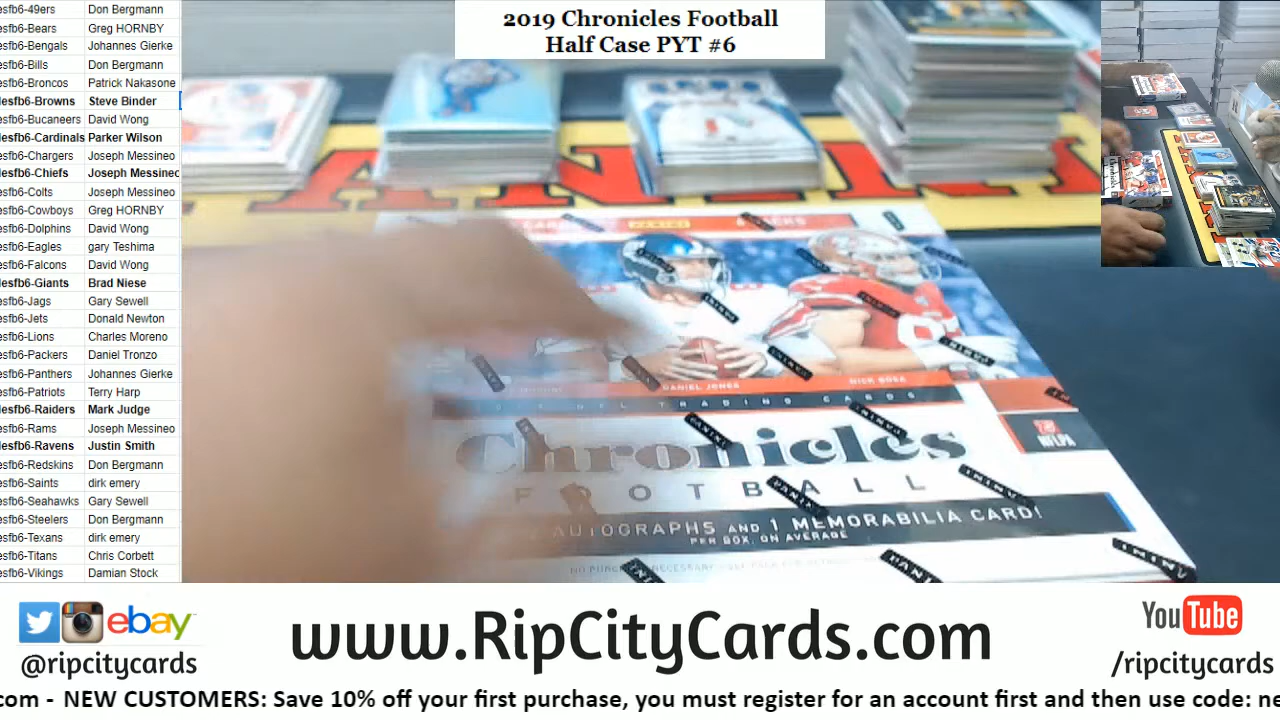 esfb6-49ers Don Bergmann
esfb6-Bears Greg HORNBY
esfb6-Bengals Johannes Gierke
esfb6-Bills Don Bergmann
esfb6-Broncos Patrick Nakasone
esfb6-Browns Steve Binder
esfb6-Bucaneers David Wong
esfb6-Cardinals Parker Wilson
esfb6-Chargers Joseph Messineo
esfb6-Chiefs Joseph Messineo
esfb6-Colts Joseph Messineo
esfb6-Cowboys Greg HORNBY
esfb6-Dolphins David Wong
esfb6-Eagles gary Teshima
esfb6-Falcons David Wong
esfb6-Giants Brad Niese
esfb6-Jags Gary Sewell
esfb6-Jets Donald Newton
esfb6-Lions Charles Moreno
esfb6-Packers Daniel Tronzo
esfb6-Panthers Johannes Gierke
esfb6-Patriots Terry Harp
esfb6-Raiders Mark Judge
esfb6-Rams Joseph Messineo
esfb6-Ravens Justin Smith
esfb6-Redskins Don Bergmann
esfb6-Saints dirk emery
esfb6-Seahawks Gary Sewell
esfb6-Steelers Don Bergmann
esfb6-Texans dirk emery
esfb6-Titans Chris Corbett
esfb6-Vikings Damian Stock
2019 Chronicles Football
Half Case PYT #6
DANIEL JONES NICK BOSA
NFL TRADING CARDS
Chronicles
FOOTBALL
AUTOGRAPHS AND 1 MEMORABILIA CARD!
PER BOX, ON AVERAGE
NFLPA
PANINI
ebay
@ripcitycards
www.RipCityCards.com
YouTube
/ripcitycards
com - NEW CUSTOMERS: Save 10% off your first purchase, you must register for an account first and then use code: ne